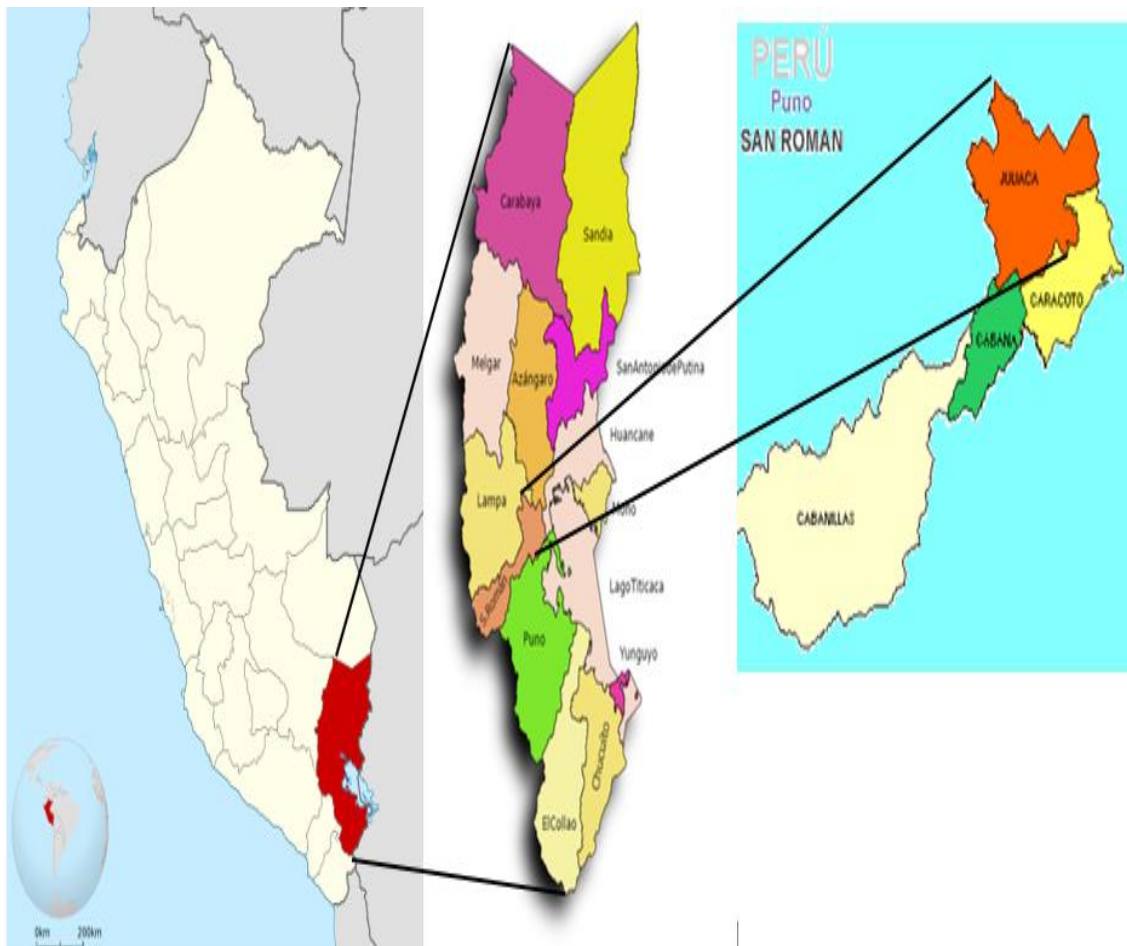 PERÚ
Puno
SAN ROMAN
JULIACA
CARACOTO
CABANA
CABANILLAS
Carabaya
Sandia
Melgar
Azángaro
SanAntoniodePutina
Huancane
Lampa
Moho
S.Román
Puno
LagoTiticaca
Yunguyo
Chucuito
ElCollao
0km 200km